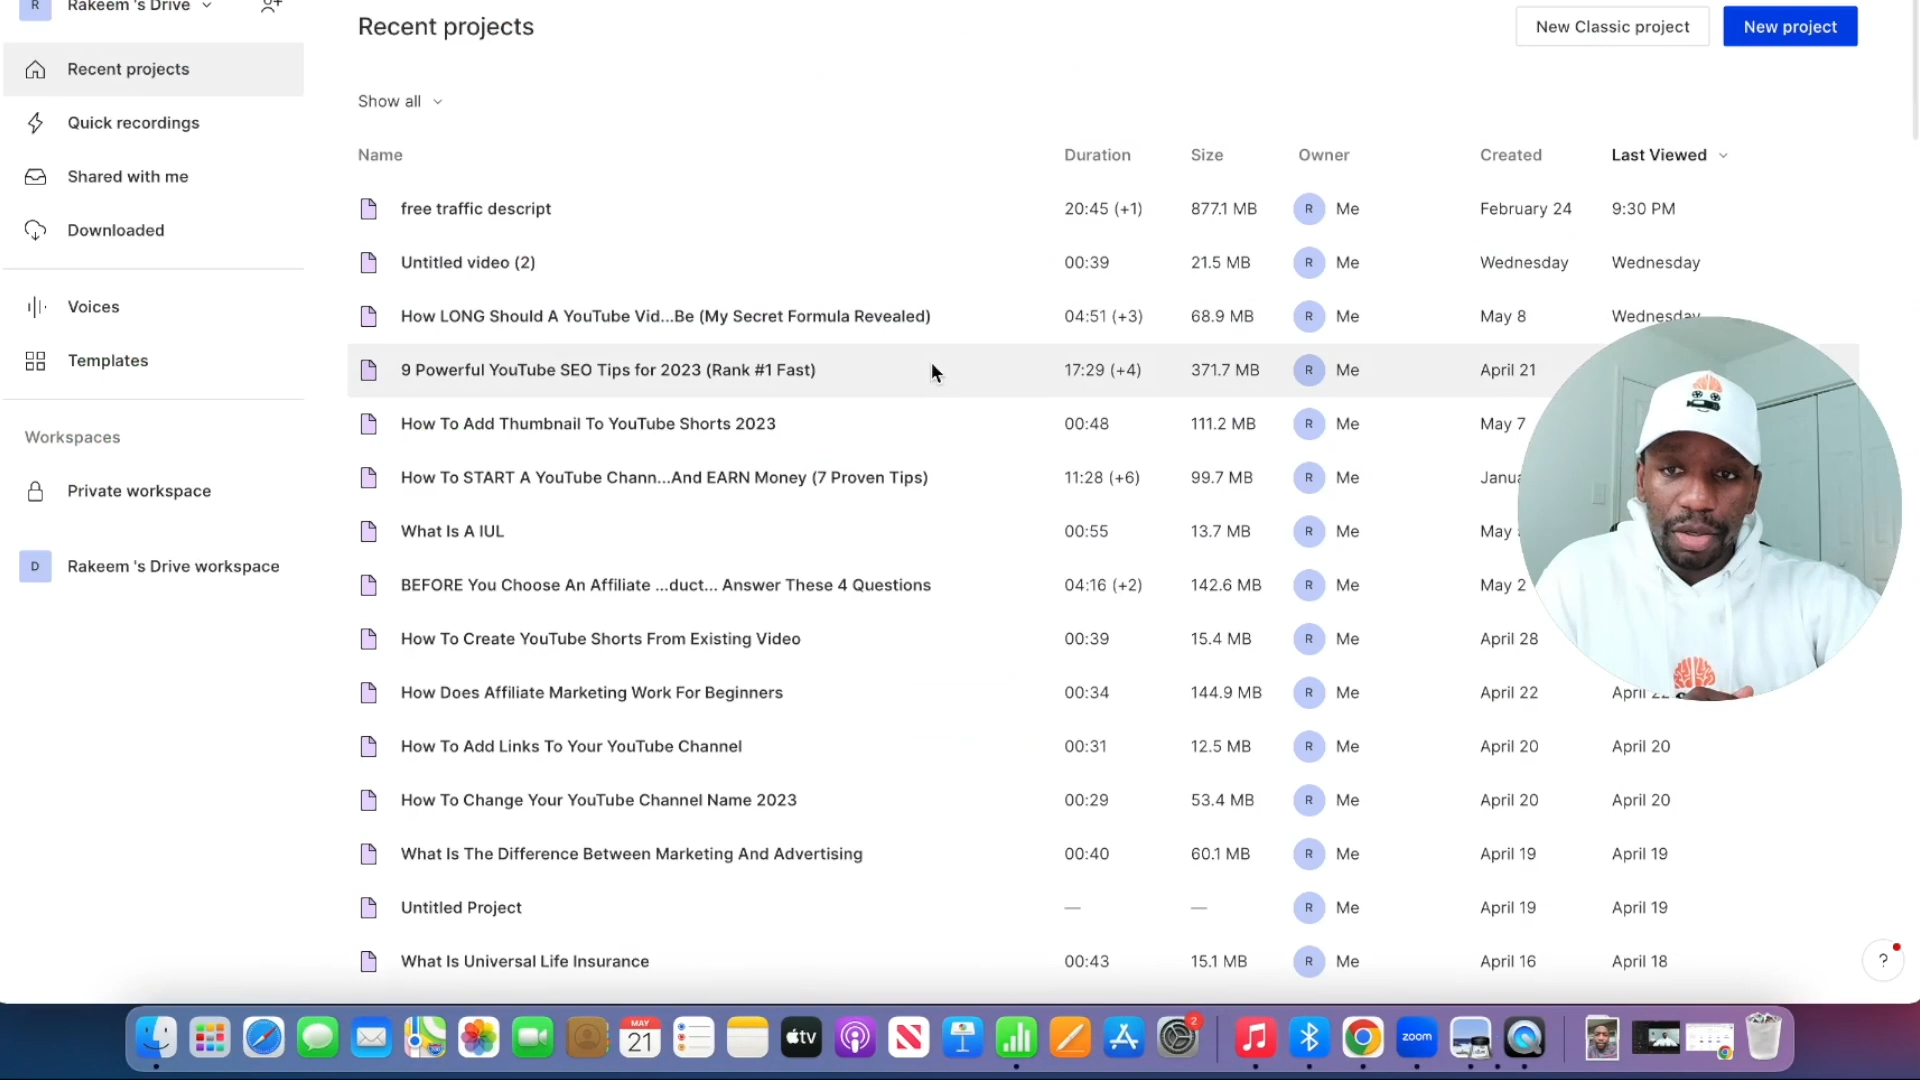 R Rakeem 's Drive
Recent projects
New Classic project
New project
Recent projects
Quick recordings
Shared with me
Downloaded
Voices
Templates
Workspaces
Private workspace
D Rakeem 's Drive workspace
Show all
Name Duration Size Owner Created Last Viewed
free traffic descript 20:45 (+1) 877.1 MB R Me February 24 9:30 PM
Untitled video (2) 00:39 21.5 MB R Me Wednesday Wednesday
How LONG Should A YouTube Vid...Be (My Secret Formula Revealed) 04:51 (+3) 68.9 MB R Me May 8 Wednesday
9 Powerful YouTube SEO Tips for 2023 (Rank #1 Fast) 17:29 (+4) 371.7 MB R Me April 21
How To Add Thumbnail To YouTube Shorts 2023 00:48 111.2 MB R Me May 7
How To START A YouTube Chann...And EARN Money (7 Proven Tips) 11:28 (+6) 99.7 MB R Me Janua
What Is A IUL 00:55 13.7 MB R Me May
BEFORE You Choose An Affiliate ...duct... Answer These 4 Questions 04:16 (+2) 142.6 MB R Me May 2
How To Create YouTube Shorts From Existing Video 00:39 15.4 MB R Me April 28
How Does Affiliate Marketing Work For Beginners 00:34 144.9 MB R Me April 22 April 22
How To Add Links To Your YouTube Channel 00:31 12.5 MB R Me April 20 April 20
How To Change Your YouTube Channel Name 2023 00:29 53.4 MB R Me April 20 April 20
What Is The Difference Between Marketing And Advertising 00:40 60.1 MB R Me April 19 April 19
Untitled Project — — R Me April 19 April 19
What Is Universal Life Insurance 00:43 15.1 MB R Me April 16 April 18
?
MAY
21
tv
2
zoom